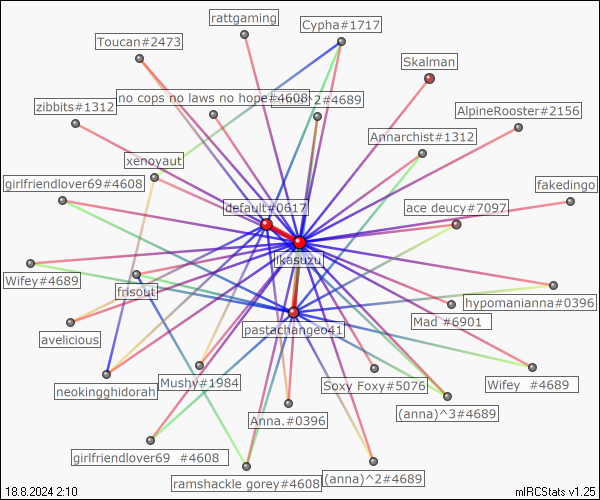 rattgaming
Cypha#1717
Toucan#2473
Skalman
no cops no laws no hope#4608
^2#4689
zibbits#1312
AlpineRooster#2156
Annarchist#1312
xenoyaut
girlfriendlover69#4608
fakedingo
default#0617
ace deucy#7097
ikasuzu
Wifey#4689
frisout
hypomanianna#0396
Mad #6901
pastachangeo41
avelicious
Mushy#1984
Soxy Foxy#5076
Wifey #4689
neokingghidorah
Anna.#0396
(anna)^3#4689
girlfriendlover69 #4608
ramshackle gorey#4608
(anna)^2#4689
18.8.2024 2:10
mIRCStats v1.25